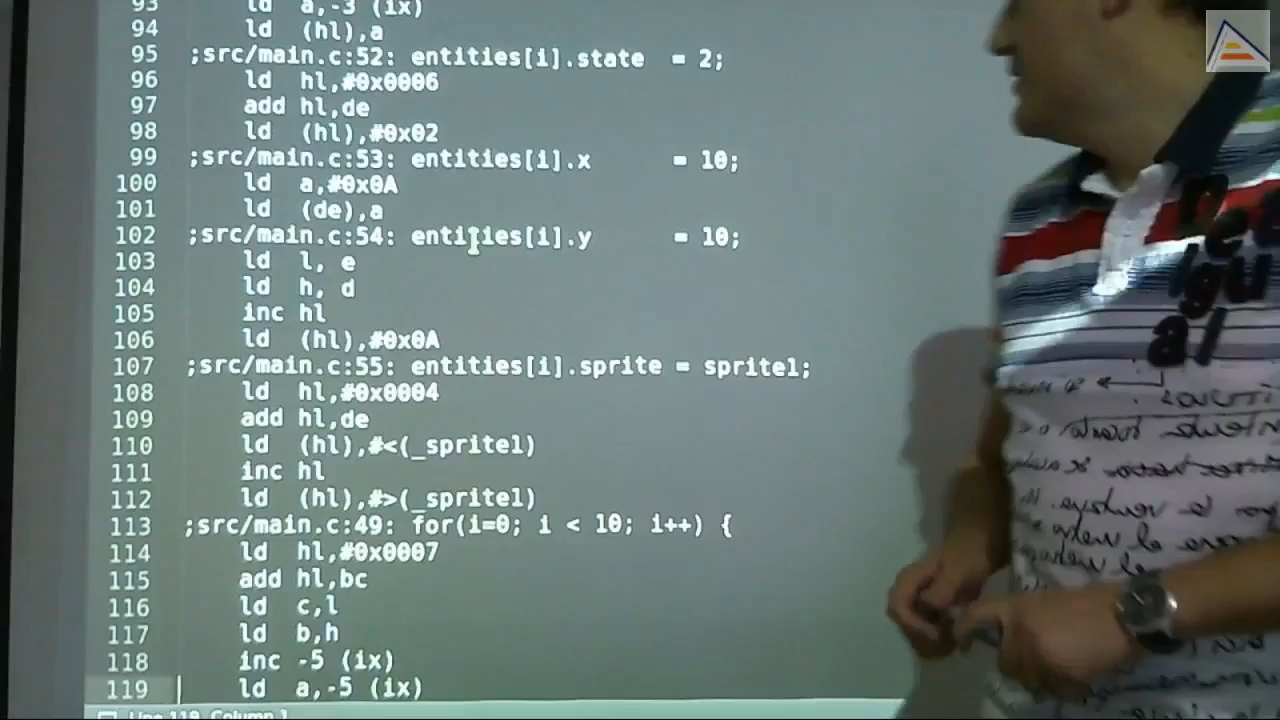 93 ld a,-3 (ix)
94 ld (hl),a
95 ;src/main.c:52: entities[i].state = 2;
96 ld hl,#0x0006
97 add hl,de
98 ld (hl),#0x02
99 ;src/main.c:53: entities[i].x = 10;
100 ld a,#0x0A
101 ld (de),a
102 ;src/main.c:54: entities[i].y = 10;
103 ld l, e
104 ld h, d
105 inc hl
106 ld (hl),#0x0A
107 ;src/main.c:55: entities[i].sprite = sprite1;
108 ld hl,#0x0004
109 add hl,de
110 ld (hl),#<(_sprite1)
111 inc hl
112 ld (hl),#>(_sprite1)
113 ;src/main.c:49: for(i=0; i < 10; i++) {
114 ld hl,#0x0007
115 add hl,bc
116 ld c,l
117 ld b,h
118 inc -5 (ix)
119 ld a,-5 (ix)
Line 119, Column 1